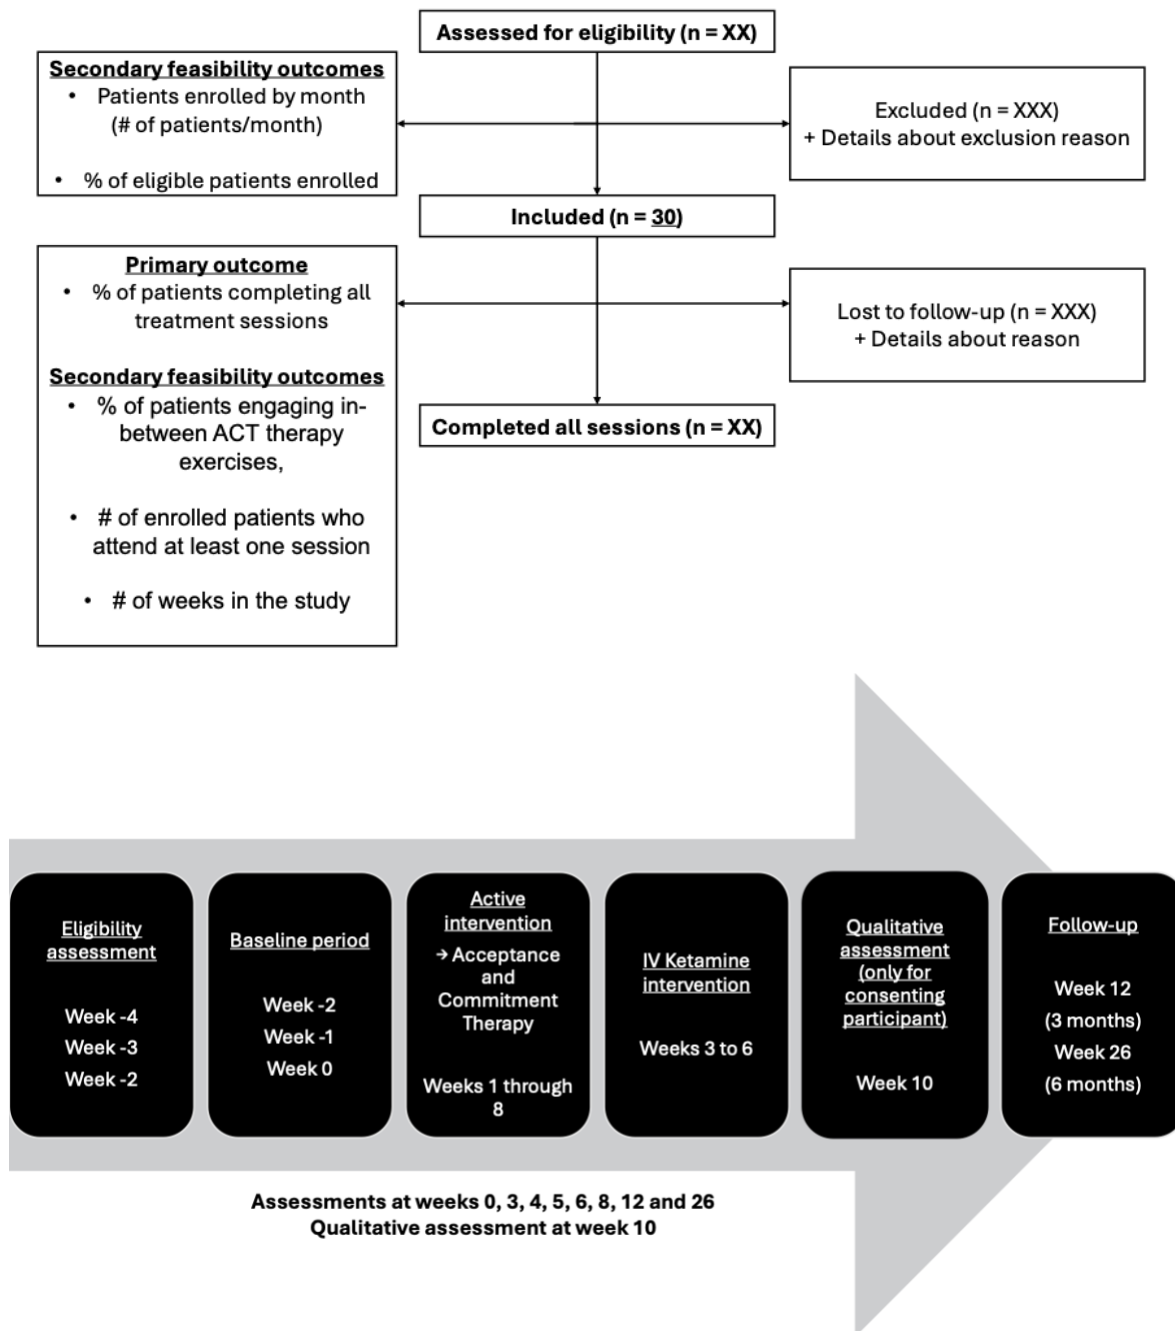 Assessed for eligibility (n = XX)
Secondary feasibility outcomes
• Patients enrolled by month
(# of patients/month)
• % of eligible patients enrolled
Excluded (n = XXX)
+ Details about exclusion reason
Included (n = 30)
Primary outcome
• % of patients completing all
treatment sessions
Secondary feasibility outcomes
• % of patients engaging in-
between ACT therapy
exercises,
• # of enrolled patients who
attend at least one session
• # of weeks in the study
Lost to follow-up (n = XXX)
+ Details about reason
Completed all sessions (n = XX)
Eligibility
assessment
Week -4
Week -3
Week -2
Baseline period
Week -2
Week -1
Week 0
Active
intervention
→ Acceptance
and
Commitment
Therapy
Weeks 1 through
8
IV Ketamine
intervention
Weeks 3 to 6
Qualitative
assessment
(only for
consenting
participant)
Week 10
Follow-up
Week 12
(3 months)
Week 26
(6 months)
Assessments at weeks 0, 3, 4, 5, 6, 8, 12 and 26
Qualitative assessment at week 10